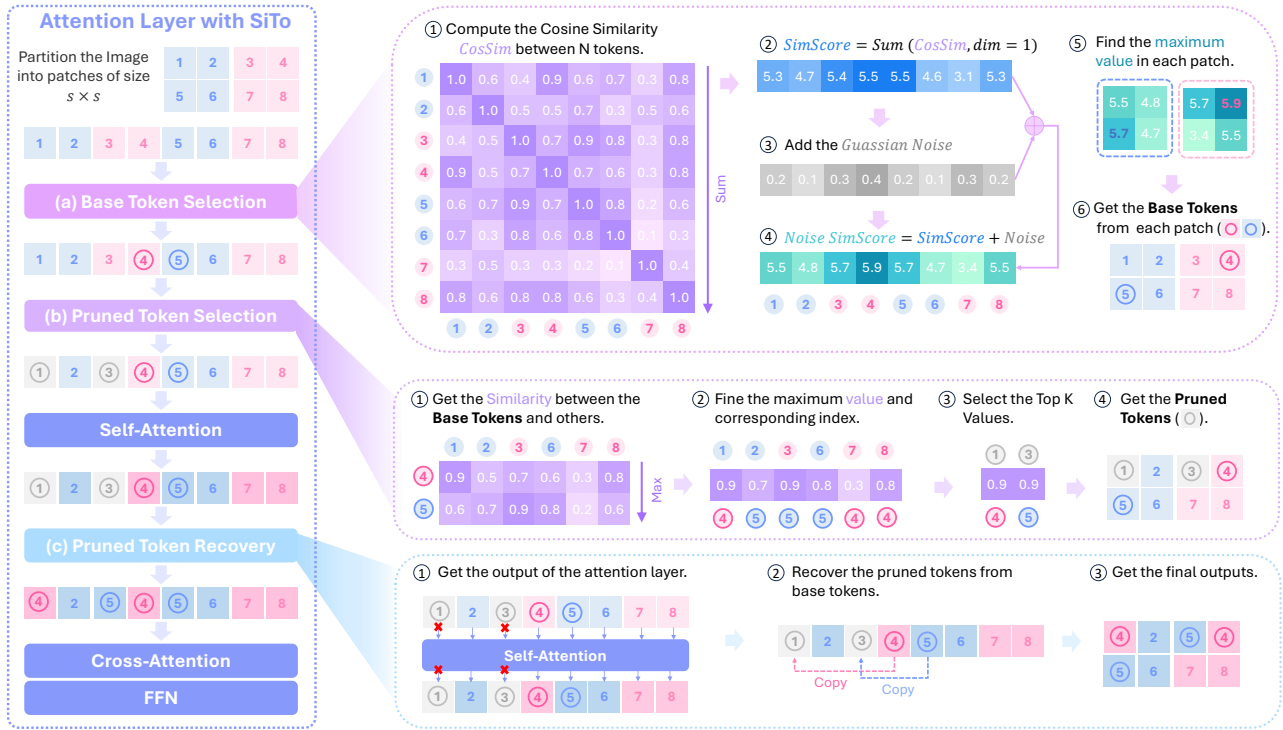 Attention Layer with SiTo
Partition the Image
into patches of size
s × s
1 2 3 4
5 6 7 8
1 2 3 4 5 6 7 8
(a) Base Token Selection
1 2 3 4 5 6 7 8
(b) Pruned Token Selection
1 2 3 4 5 6 7 8
Self-Attention
1 2 3 4 5 6 7 8
(c) Pruned Token Recovery
4 2 5 4 5 6 7 8
Cross-Attention
FFN
① Compute the Cosine Similarity
CosSim between N tokens.
1 1.0 0.6 0.4 0.9 0.6 0.7 0.3 0.8
2 0.6 1.0 0.5 0.5 0.7 0.3 0.5 0.6
3 0.4 0.5 1.0 0.7 0.9 0.8 0.3 0.8
4 0.9 0.5 0.7 1.0 0.7 0.6 0.3 0.8
5 0.6 0.7 0.9 0.7 1.0 0.8 0.2 0.6
6 0.7 0.3 0.8 0.6 0.8 1.0 0.1 0.3
7 0.3 0.5 0.3 0.3 0.2 0.1 1.0 0.4
8 0.8 0.6 0.8 0.8 0.6 0.3 0.4 1.0
1 2 3 4 5 6 7 8
Sum
② SimScore = Sum (CosSim, dim = 1)
5.3 4.7 5.4 5.5 5.5 4.6 3.1 5.3
③ Add the Guassian Noise
0.2 0.1 0.3 0.4 0.2 0.1 0.3 0.2
④ Noise SimScore = SimScore + Noise
5.5 4.8 5.7 5.9 5.7 4.7 3.4 5.5
1 2 3 4 5 6 7 8
⑤ Find the maximum
value in each patch.
5.5 4.8 5.7 5.9
5.7 4.7 3.4 5.5
⑥ Get the Base Tokens
from each patch ( ).
1 2 3 4
5 6 7 8
① Get the Similarity between the
Base Tokens and others.
1 2 3 6 7 8
4 0.9 0.5 0.7 0.6 0.3 0.8
5 0.6 0.7 0.9 0.8 0.2 0.6
Max
② Fine the maximum value and
corresponding index.
1 2 3 6 7 8
0.9 0.7 0.9 0.8 0.3 0.8
4 5 5 5 4 4
③ Select the Top K
Values.
1 3
0.9 0.9
4 5
④ Get the Pruned
Tokens ( ).
1 2 3 4
5 6 7 8
① Get the output of the attention layer.
1 2 3 4 5 6 7 8
Self-Attention
1 2 3 4 5 6 7 8
② Recover the pruned tokens from
base tokens.
1 2 3 4 5 6 7 8
Copy
Copy
③ Get the final outputs.
4 2 5 4
5 6 7 8